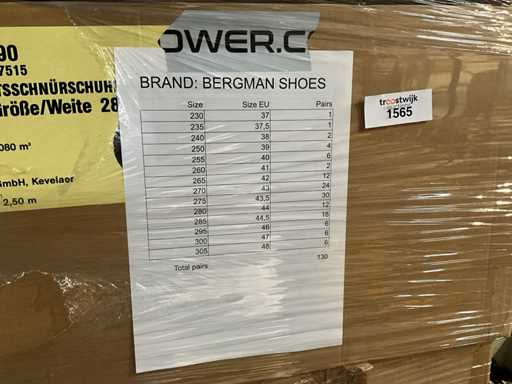 OWER.C
90
7515
TSSCHNÜRSCHUH
röße/Weite 28
080 m³
mbH, Kevelaer
2,50 m
BRAND: BERGMAN SHOES
Size Size EU Pairs
230 37 1
235 37,5 1
240 38 2
250 39 4
255 40 6
260 41 2
265 42 12
270 43 24
275 43,5 30
280 44 12
285 44,5 18
295 46 6
300 47 6
305 48 6
Total pairs 130
troostwijk
1565